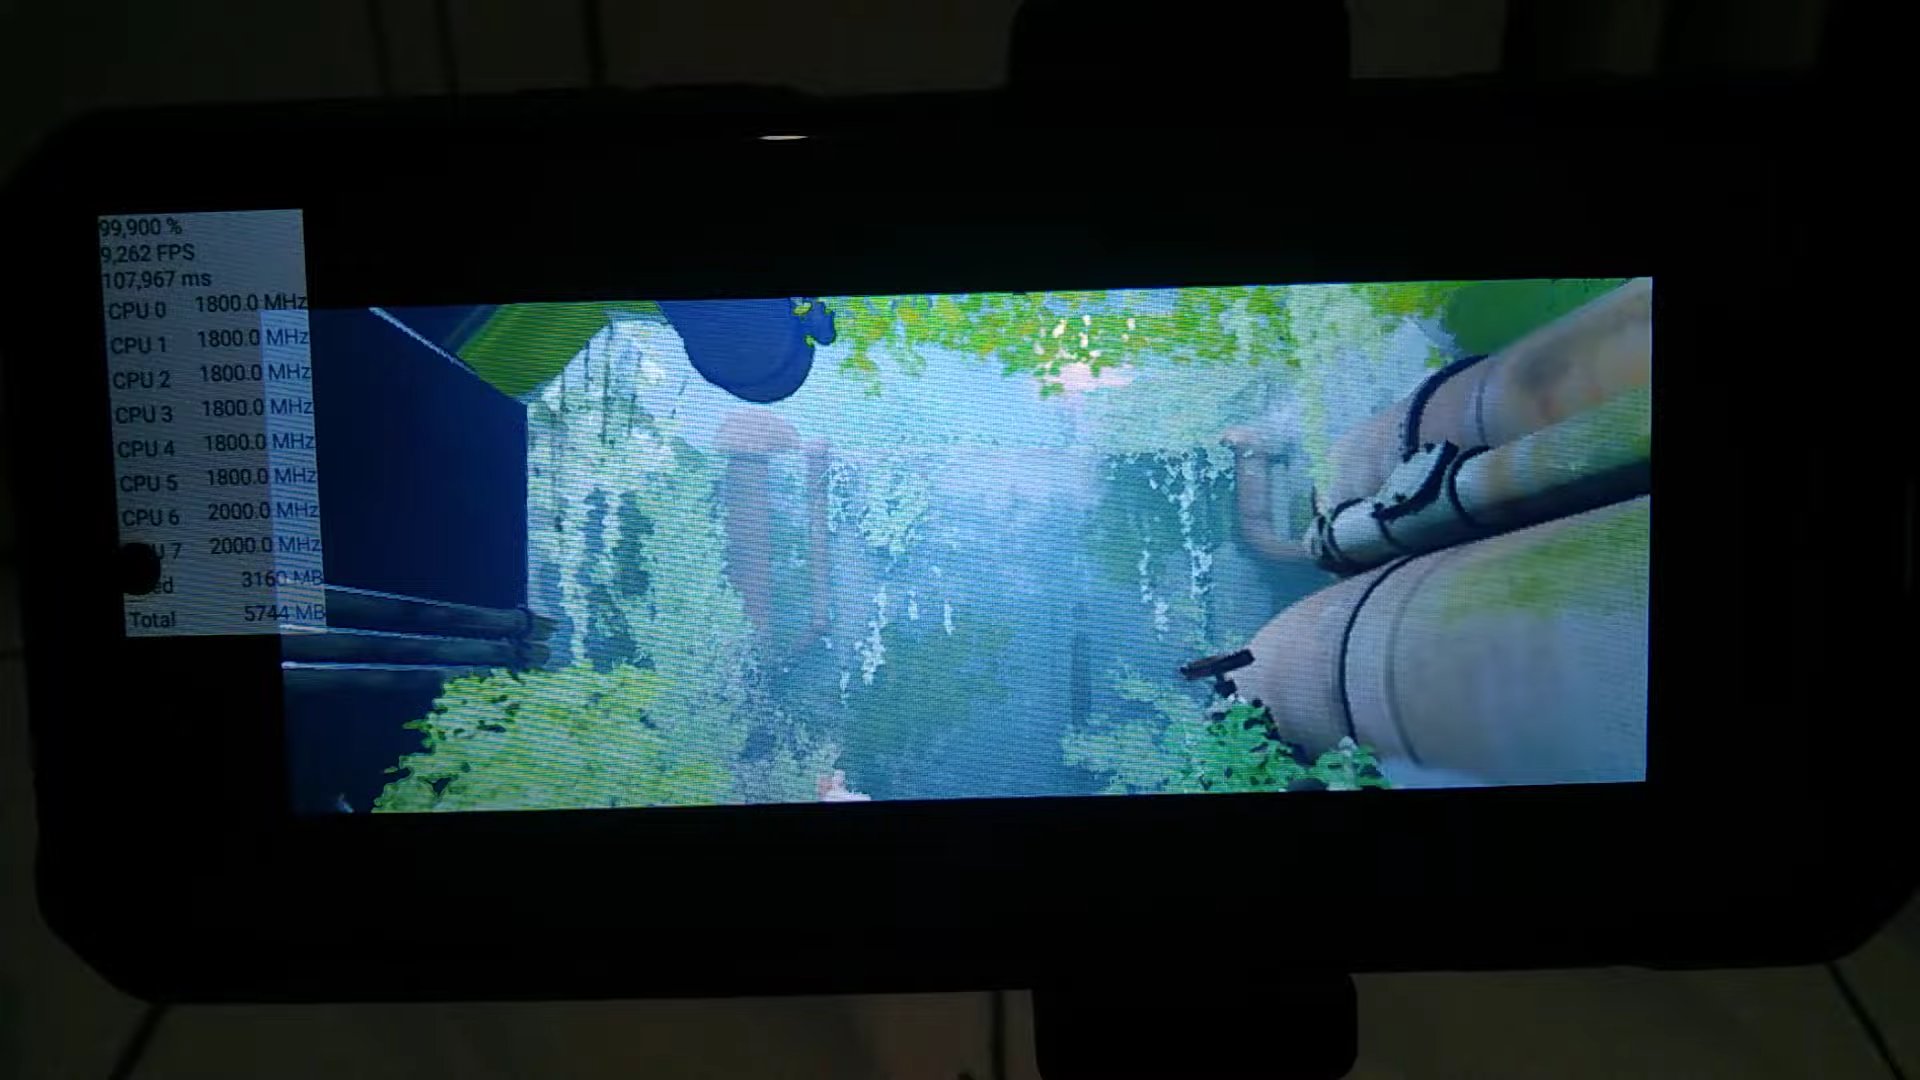 99,900 %
9,262 FPS
107,967 ms
CPU 0 1800.0 MHz
CPU 1 1800.0 MHz
CPU 2 1800.0 MHz
CPU 3 1800.0 MHz
CPU 4 1800.0 MHz
CPU 5 1800.0 MHz
CPU 6 2000.0 MHz
U 7 2000.0 MHz
ed 3160 MB
Total 5744 MB